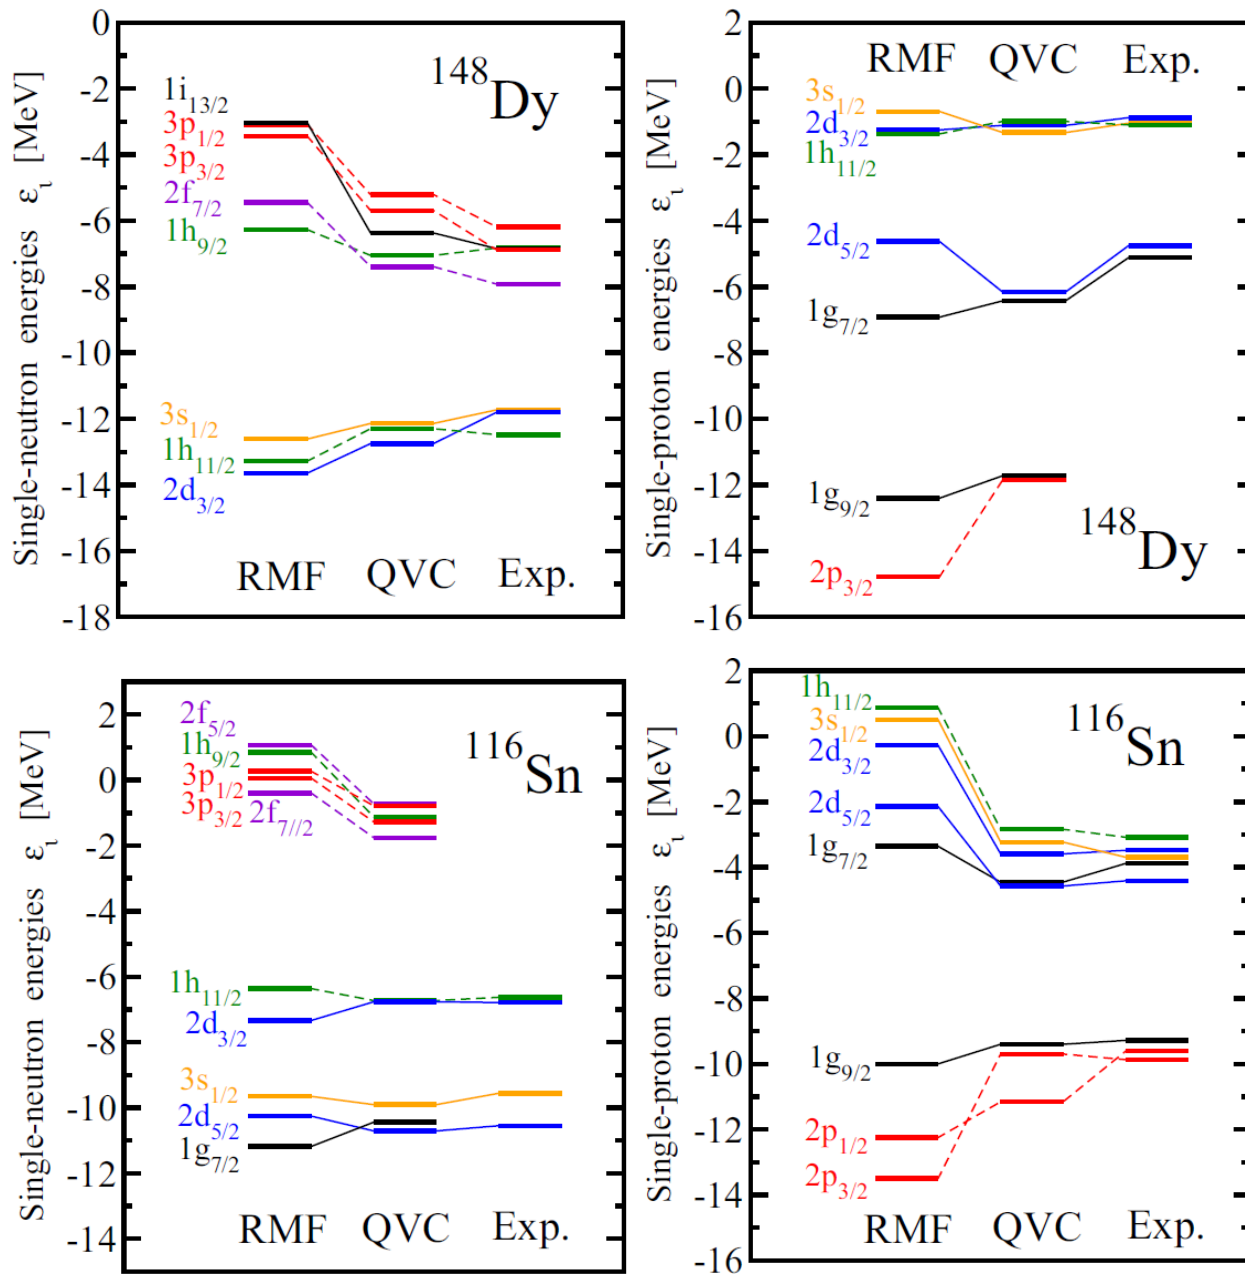 Single-neutron energies ε_ι [MeV]
0
-2
-4
-6
-8
-10
-12
-14
-16
-18
148Dy
1i13/2
3p1/2
3p3/2
2f7/2
1h9/2
3s1/2
1h11/2
2d3/2
RMF QVC Exp.
Single-proton energies ε_ι [MeV]
2
0
-2
-4
-6
-8
-10
-12
-14
-16
RMF QVC Exp.
3s1/2
2d3/2
1h11/2
2d5/2
1g7/2
1g9/2
2p3/2
148Dy
Single-neutron energies ε_ι [MeV]
2
0
-2
-4
-6
-8
-10
-12
-14
116Sn
2f5/2
1h9/2
3p1/2
3p3/2
2f7//2
1h11/2
2d3/2
3s1/2
2d5/2
1g7/2
RMF QVC Exp.
Single-proton energies ε_ι [MeV]
2
0
-2
-4
-6
-8
-10
-12
-14
-16
116Sn
1h11/2
3s1/2
2d3/2
2d5/2
1g7/2
1g9/2
2p1/2
2p3/2
RMF QVC Exp.